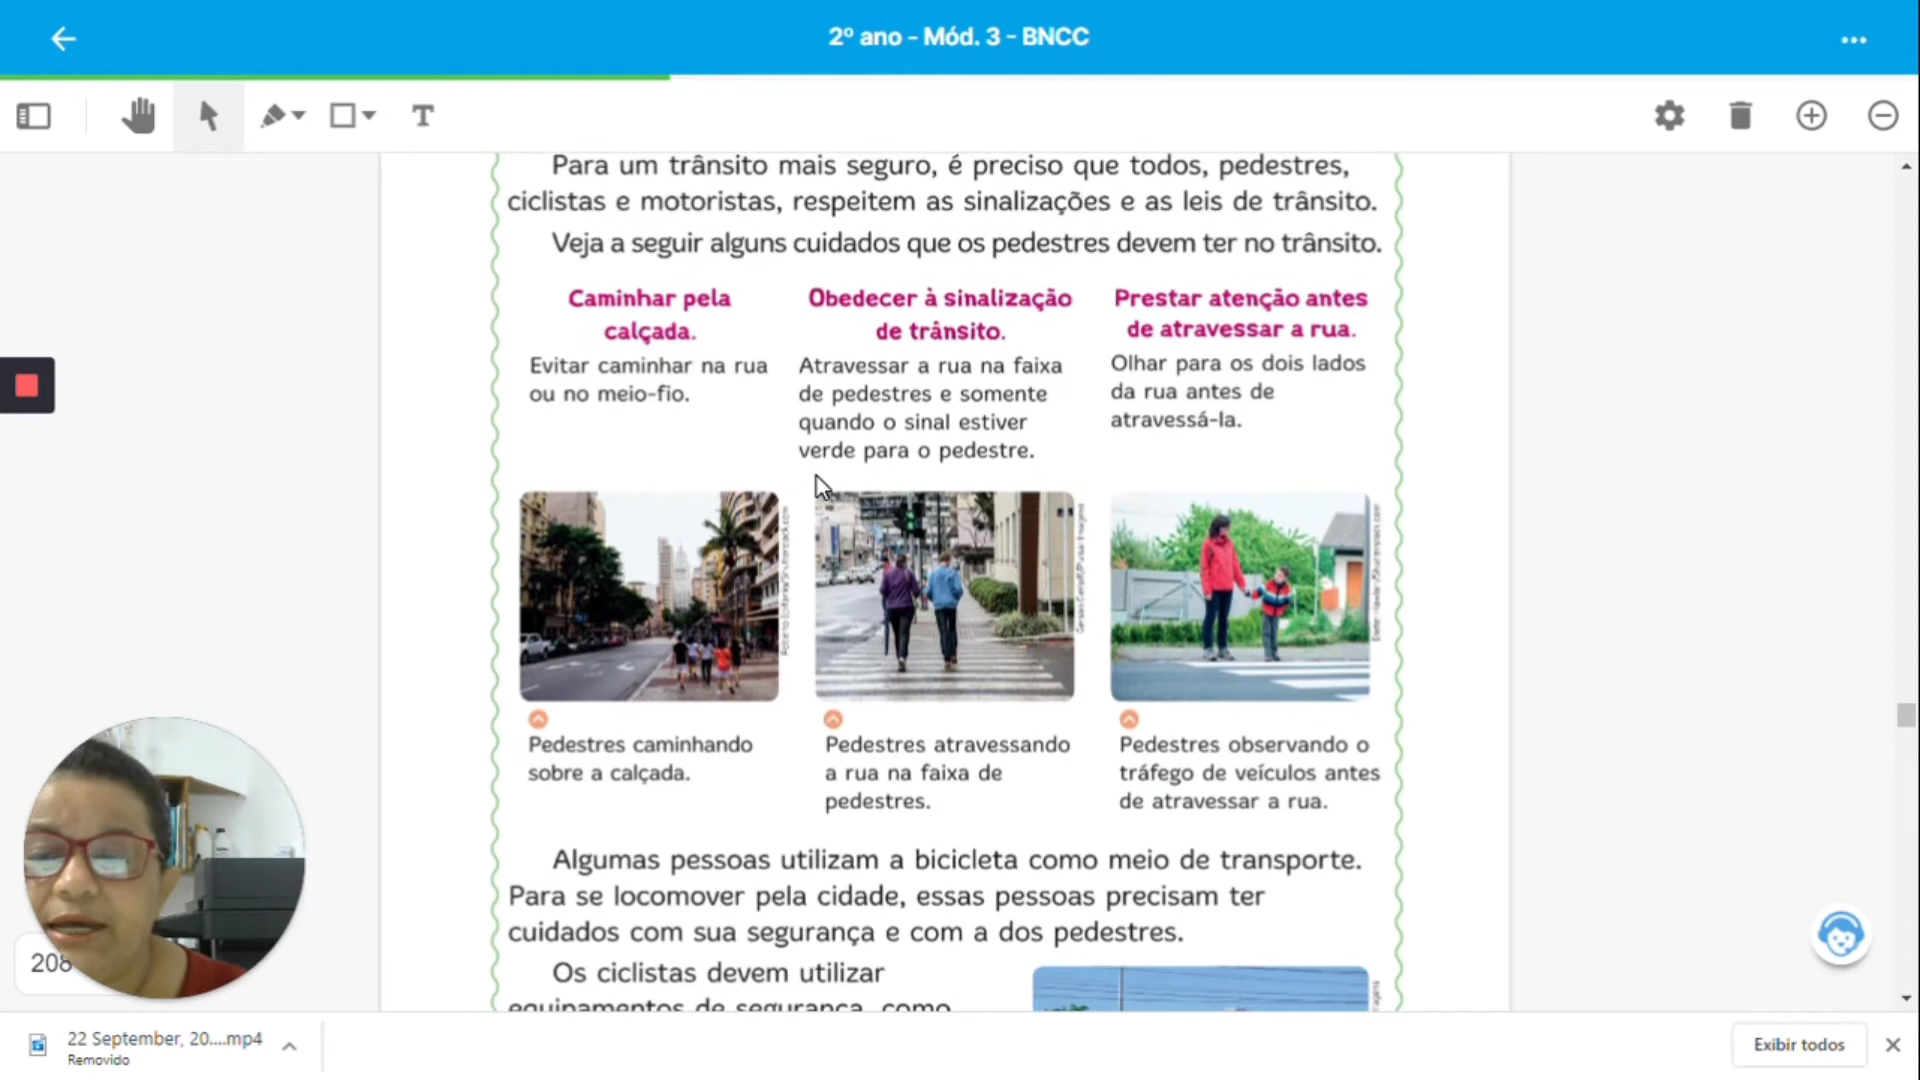 2º ano - Mód. 3 - BNCC
T
Para um trânsito mais seguro, é preciso que todos, pedestres,
ciclistas e motoristas, respeitem as sinalizações e as leis de trânsito.
Veja a seguir alguns cuidados que os pedestres devem ter no trânsito.
Caminhar pela
calçada.
Evitar caminhar na rua
ou no meio-fio.
Obedecer à sinalização
de trânsito.
Atravessar a rua na faixa
de pedestres e somente
quando o sinal estiver
verde para o pedestre.
Prestar atenção antes
de atravessar a rua.
Olhar para os dois lados
da rua antes de
atravessá-la.
Pedestres caminhando
sobre a calçada.
Pedestres atravessando
a rua na faixa de
pedestres.
Pedestres observando o
tráfego de veículos antes
de atravessar a rua.
Algumas pessoas utilizam a bicicleta como meio de transporte.
Para se locomover pela cidade, essas pessoas precisam ter
cuidados com sua segurança e com a dos pedestres.
Os ciclistas devem utilizar
equipamentos de segurança, como
208
22 September, 20....mp4
Removido
Exibir todos